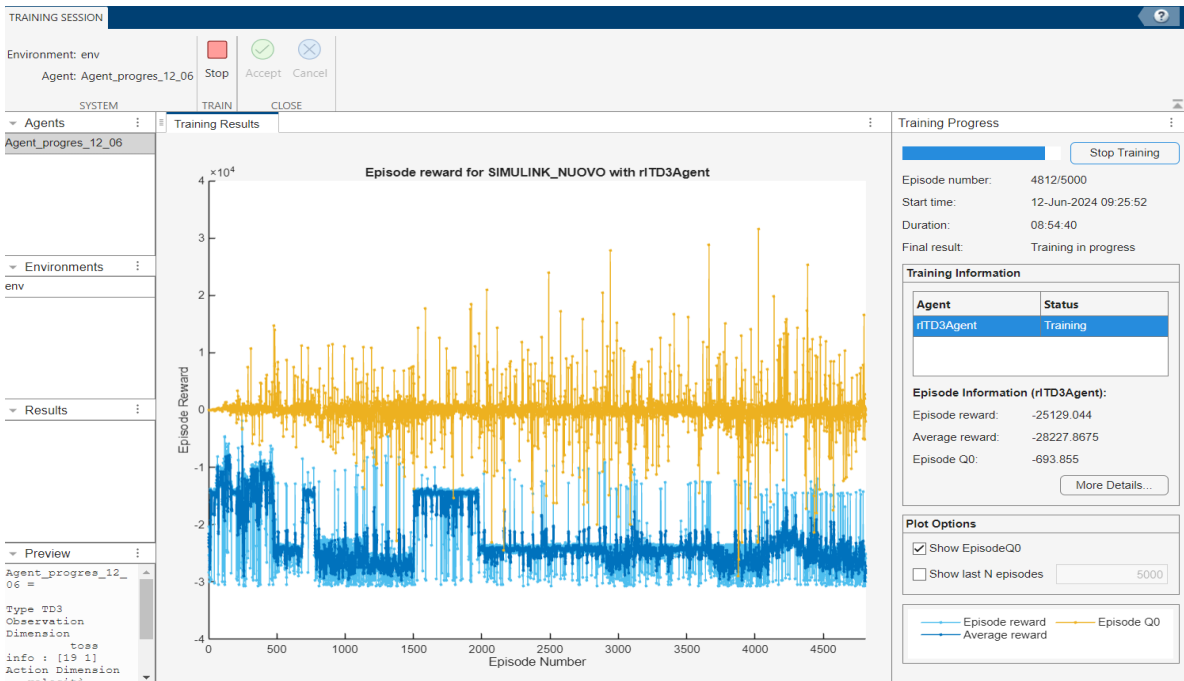 TRAINING SESSION
?
Environment: env
Agent: Agent_progres_12_06
Stop
Accept
Cancel
SYSTEM
TRAIN
CLOSE
Agents
Agent_progres_12_06
Environments
env
Results
Preview
Agent_progres_12_
06 =
Type TD3
Observation
Dimension
toss
info : [19 1]
Action Dimension
Training Results
Episode reward for SIMULINK_NUOVO with rlTD3Agent
×10⁴
4
3
2
1
0
-1
-2
-3
-4
Episode Reward
0
500
1000
1500
2000
2500
3000
3500
4000
4500
Episode Number
Training Progress
Stop Training
Episode number: 4812/5000
Start time: 12-Jun-2024 09:25:52
Duration: 08:54:40
Final result: Training in progress
Training Information
Agent Status
rlTD3Agent Training
Episode Information (rlTD3Agent):
Episode reward: -25129.044
Average reward: -28227.8675
Episode Q0: -693.855
More Details...
Plot Options
Show EpisodeQ0
Show last N episodes 5000
Episode reward
Episode Q0
Average reward